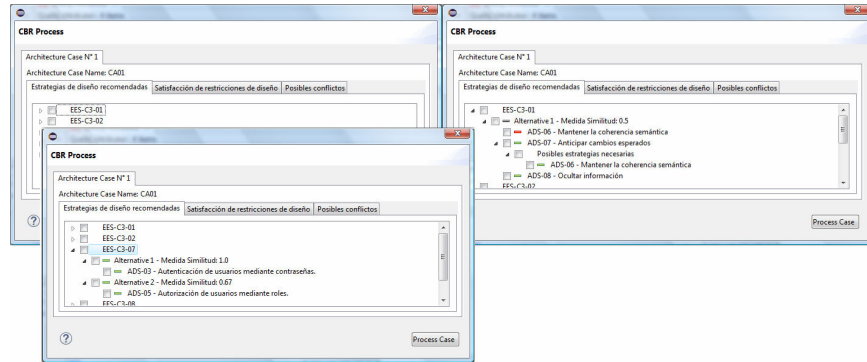 CBR Process
Architecture Case N° 1
Architecture Case Name: CA01
Estrategias de diseño recomendadas Satisfacción de restricciones de diseño Posibles conflictos
EES-C3-01
EES-C3-02
CBR Process
Architecture Case N° 1
Architecture Case Name: CA01
Estrategias de diseño recomendadas Satisfacción de restricciones de diseño Posibles conflictos
EES-C3-01
Alternative 1 - Medida Similitud: 0.5
ADS-06 - Mantener la coherencia semántica
ADS-07 - Anticipar cambios esperados
Posibles estrategias necesarias
ADS-06 - Mantener la coherencia semántica
ADS-08 - Ocultar información
EES-C3-02
Process Case
CBR Process
Architecture Case N° 1
Architecture Case Name: CA01
Estrategias de diseño recomendadas Satisfacción de restricciones de diseño Posibles conflictos
EES-C3-01
EES-C3-02
EES-C3-07
Alternative 1 - Medida Similitud: 1.0
ADS-03 - Autenticación de usuarios mediante contraseñas.
Alternative 2 - Medida Similitud: 0.67
ADS-05 - Autorización de usuarios mediante roles.
EES-C3-08
Process Case